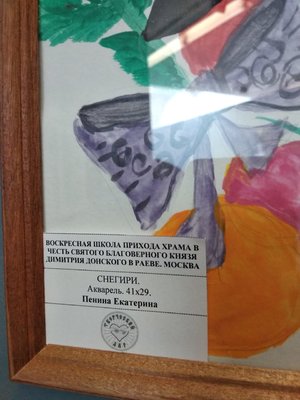 ВОСКРЕСНАЯ ШКОЛА ПРИХОДА ХРАМА В
ЧЕСТЬ СВЯТОГО БЛАГОВЕРНОГО КНЯЗЯ
ДИМИТРИЯ ДОНСКОГО В РАЕВЕ. МОСКВА
СНЕГИРИ.
Акварель. 41х29.
Пенина Екатерина